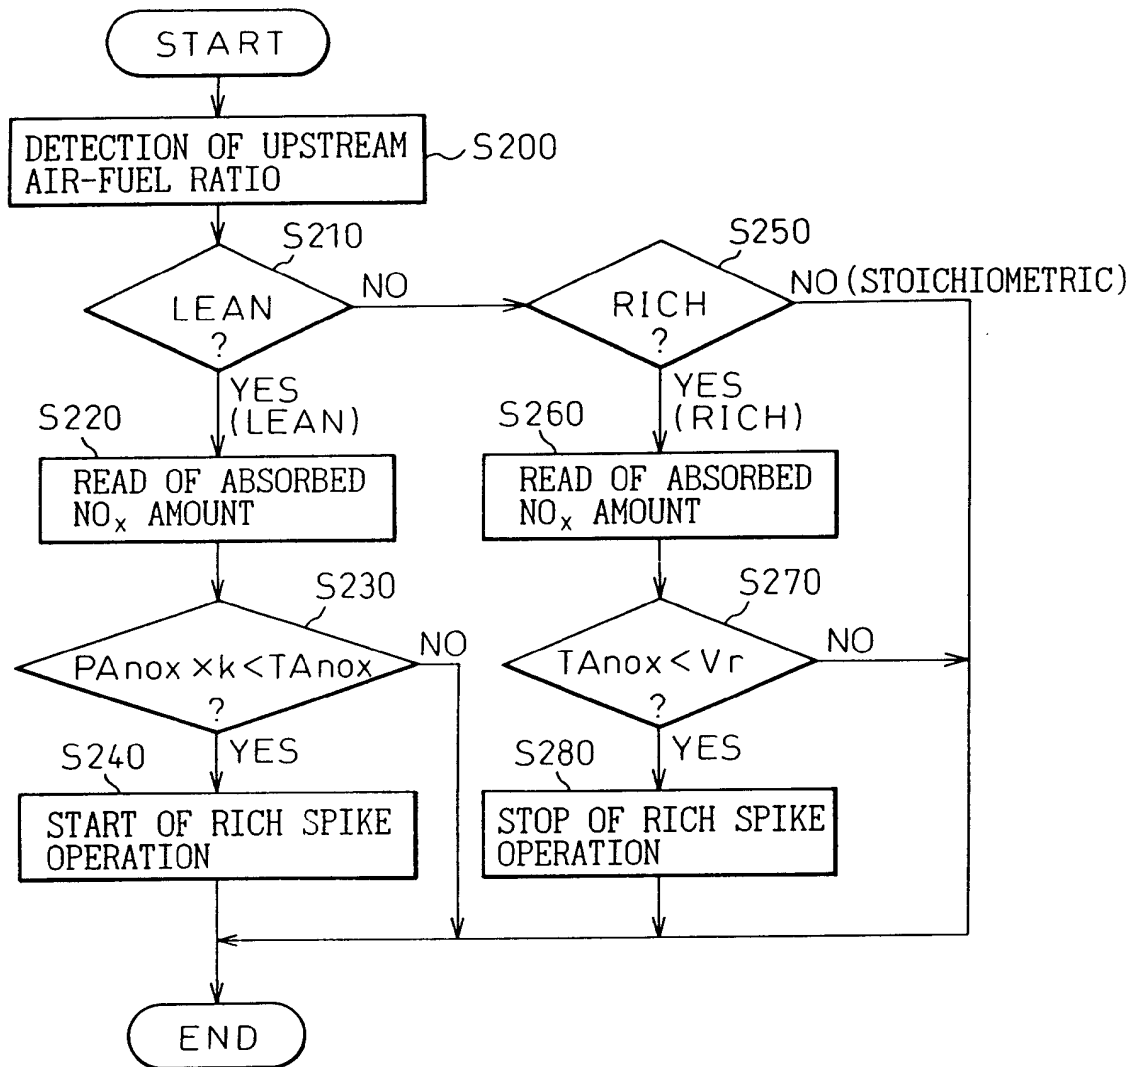 START
DETECTION OF UPSTREAM
AIR-FUEL RATIO
S200
S210
LEAN
?
NO
S250
RICH
?
NO (STOICHIOMETRIC)
YES
(LEAN)
S220
READ OF ABSORBED
NOₓ AMOUNT
YES
(RICH)
S260
READ OF ABSORBED
NOₓ AMOUNT
S230
PAnox×k<TAnox
?
NO
S270
TAnox<Vr
?
NO
YES
S240
START OF RICH SPIKE
OPERATION
YES
S280
STOP OF RICH SPIKE
OPERATION
END